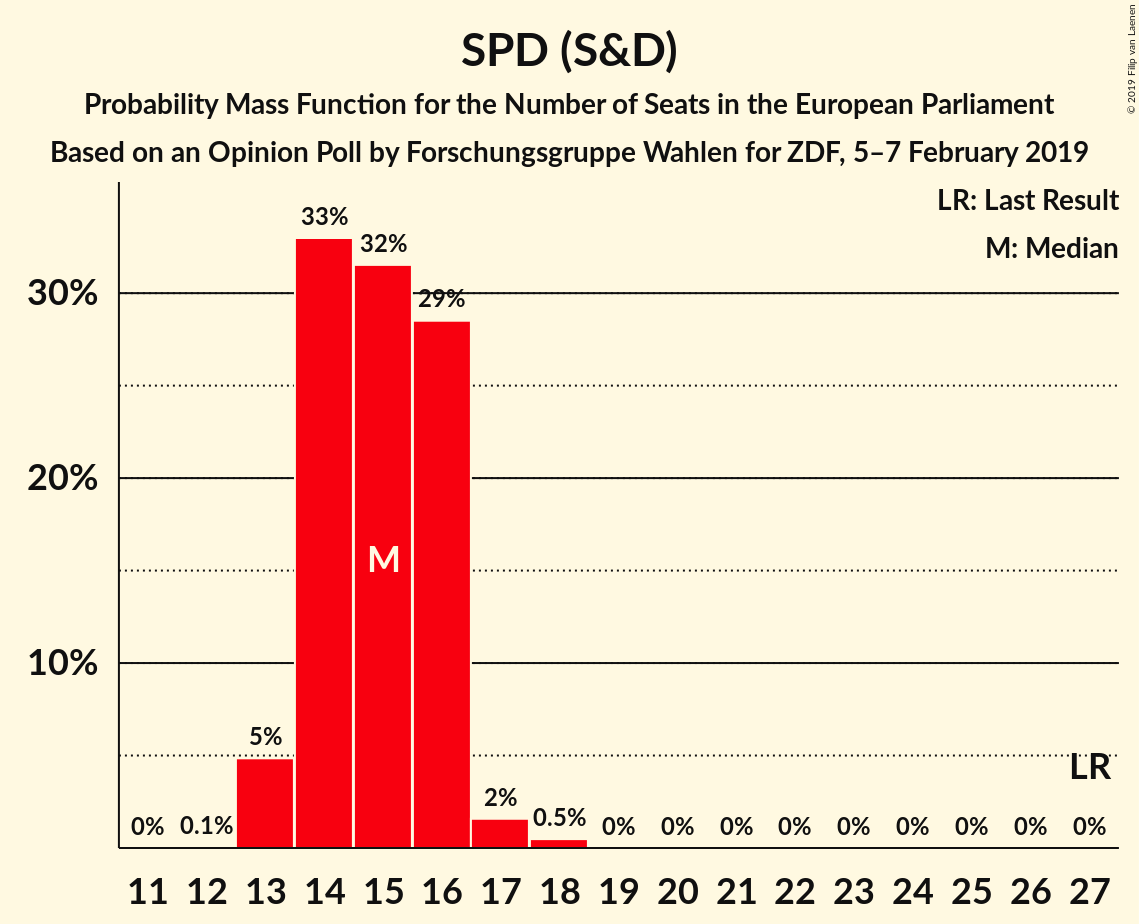 SPD (S&D)
Probability Mass Function for the Number of Seats in the European Parliament
Based on an Opinion Poll by Forschungsgruppe Wahlen for ZDF, 5–7 February 2019
© 2019 Filip van Laenen
LR: Last Result
M: Median
30%
20%
10%
0% 0.1% 5% 33% 32% 29% 2% 0.5% 0% 0% 0% 0% 0% 0% 0% 0% 0%
M
LR
11 12 13 14 15 16 17 18 19 20 21 22 23 24 25 26 27